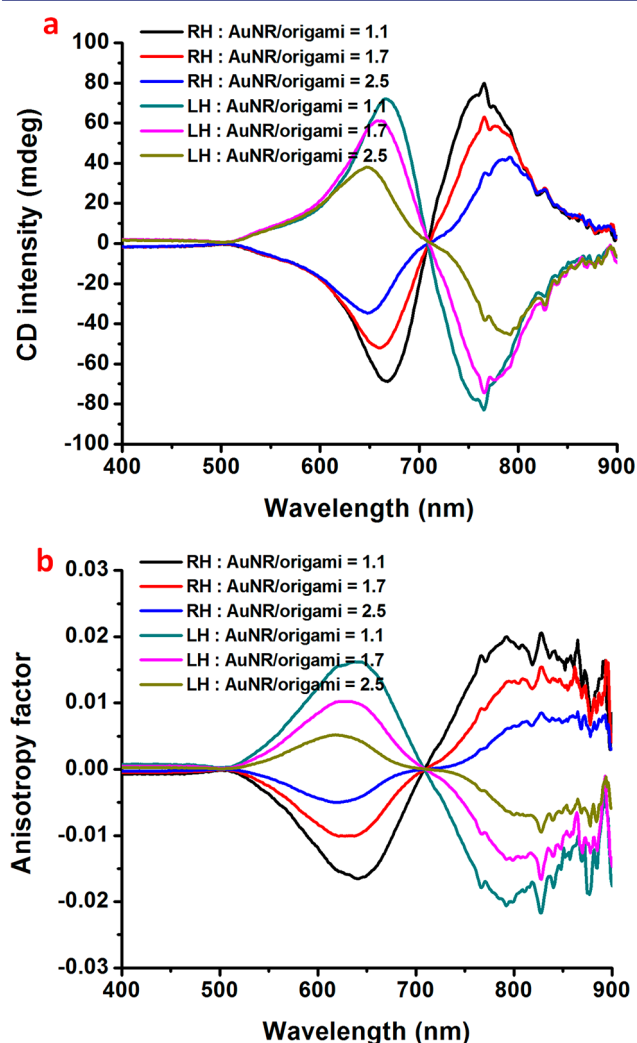 a
RH : AuNR/origami = 1.1
RH : AuNR/origami = 1.7
RH : AuNR/origami = 2.5
LH : AuNR/origami = 1.1
LH : AuNR/origami = 1.7
LH : AuNR/origami = 2.5
100
80
60
40
20
0
-20
-40
-60
-80
-100
CD intensity (mdeg)
400 500 600 700 800 900
Wavelength (nm)
b
RH : AuNR/origami = 1.1
RH : AuNR/origami = 1.7
RH : AuNR/origami = 2.5
LH : AuNR/origami = 1.1
LH : AuNR/origami = 1.7
LH : AuNR/origami = 2.5
0.03
0.02
0.01
0.00
-0.01
-0.02
-0.03
Anisotropy factor
400 500 600 700 800 900
Wavelength (nm)